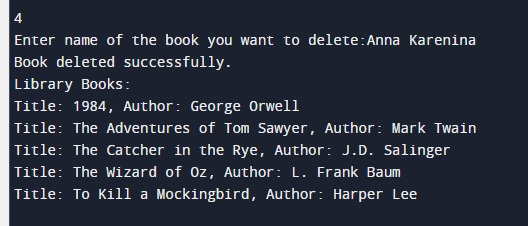 4
Enter name of the book you want to delete:Anna Karenina
Book deleted successfully.
Library Books:
Title: 1984, Author: George Orwell
Title: The Adventures of Tom Sawyer, Author: Mark Twain
Title: The Catcher in the Rye, Author: J.D. Salinger
Title: The Wizard of Oz, Author: L. Frank Baum
Title: To Kill a Mockingbird, Author: Harper Lee